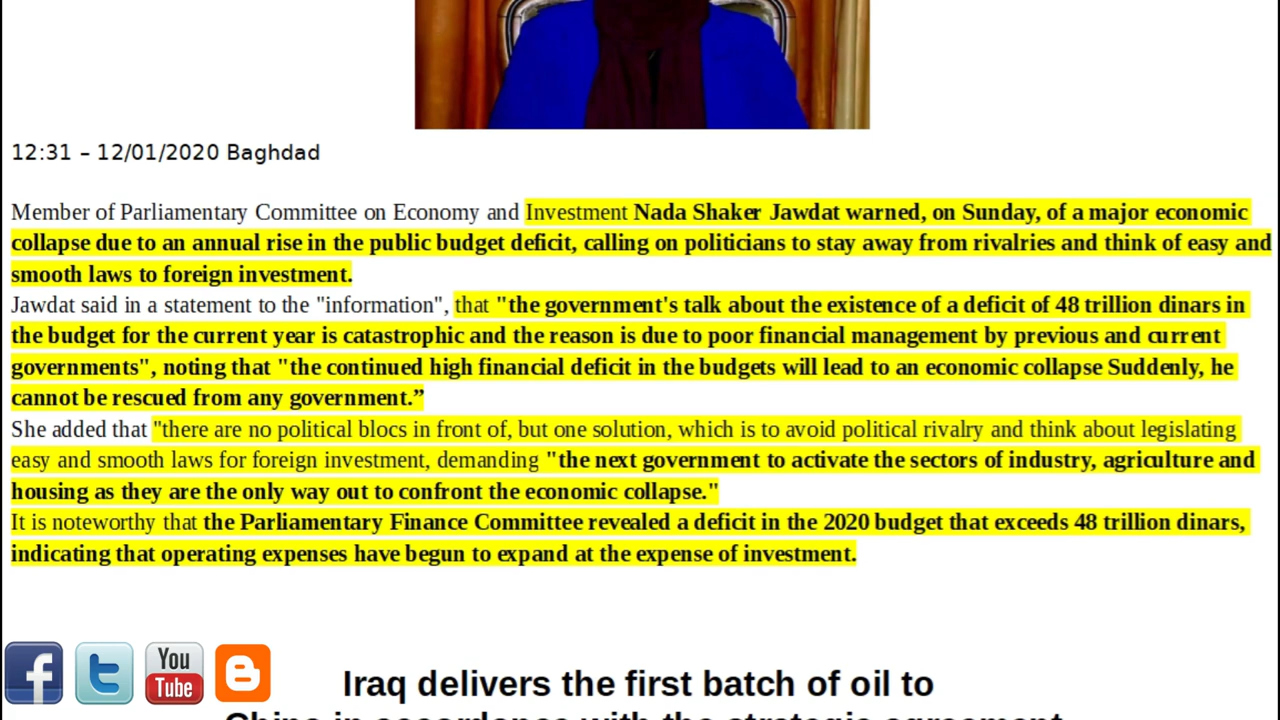 12:31 – 12/01/2020 Baghdad
Member of Parliamentary Committee on Economy and Investment Nada Shaker Jawdat warned, on Sunday, of a major economic
collapse due to an annual rise in the public budget deficit, calling on politicians to stay away from rivalries and think of easy and
smooth laws to foreign investment.
Jawdat said in a statement to the "information", that "the government's talk about the existence of a deficit of 48 trillion dinars in
the budget for the current year is catastrophic and the reason is due to poor financial management by previous and current
governments", noting that "the continued high financial deficit in the budgets will lead to an economic collapse Suddenly, he
cannot be rescued from any government.”
She added that "there are no political blocs in front of, but one solution, which is to avoid political rivalry and think about legislating
easy and smooth laws for foreign investment, demanding "the next government to activate the sectors of industry, agriculture and
housing as they are the only way out to confront the economic collapse."
It is noteworthy that the Parliamentary Finance Committee revealed a deficit in the 2020 budget that exceeds 48 trillion dinars,
indicating that operating expenses have begun to expand at the expense of investment.
You
Tube
Iraq delivers the first batch of oil to
China in accordance with the strategic agreement